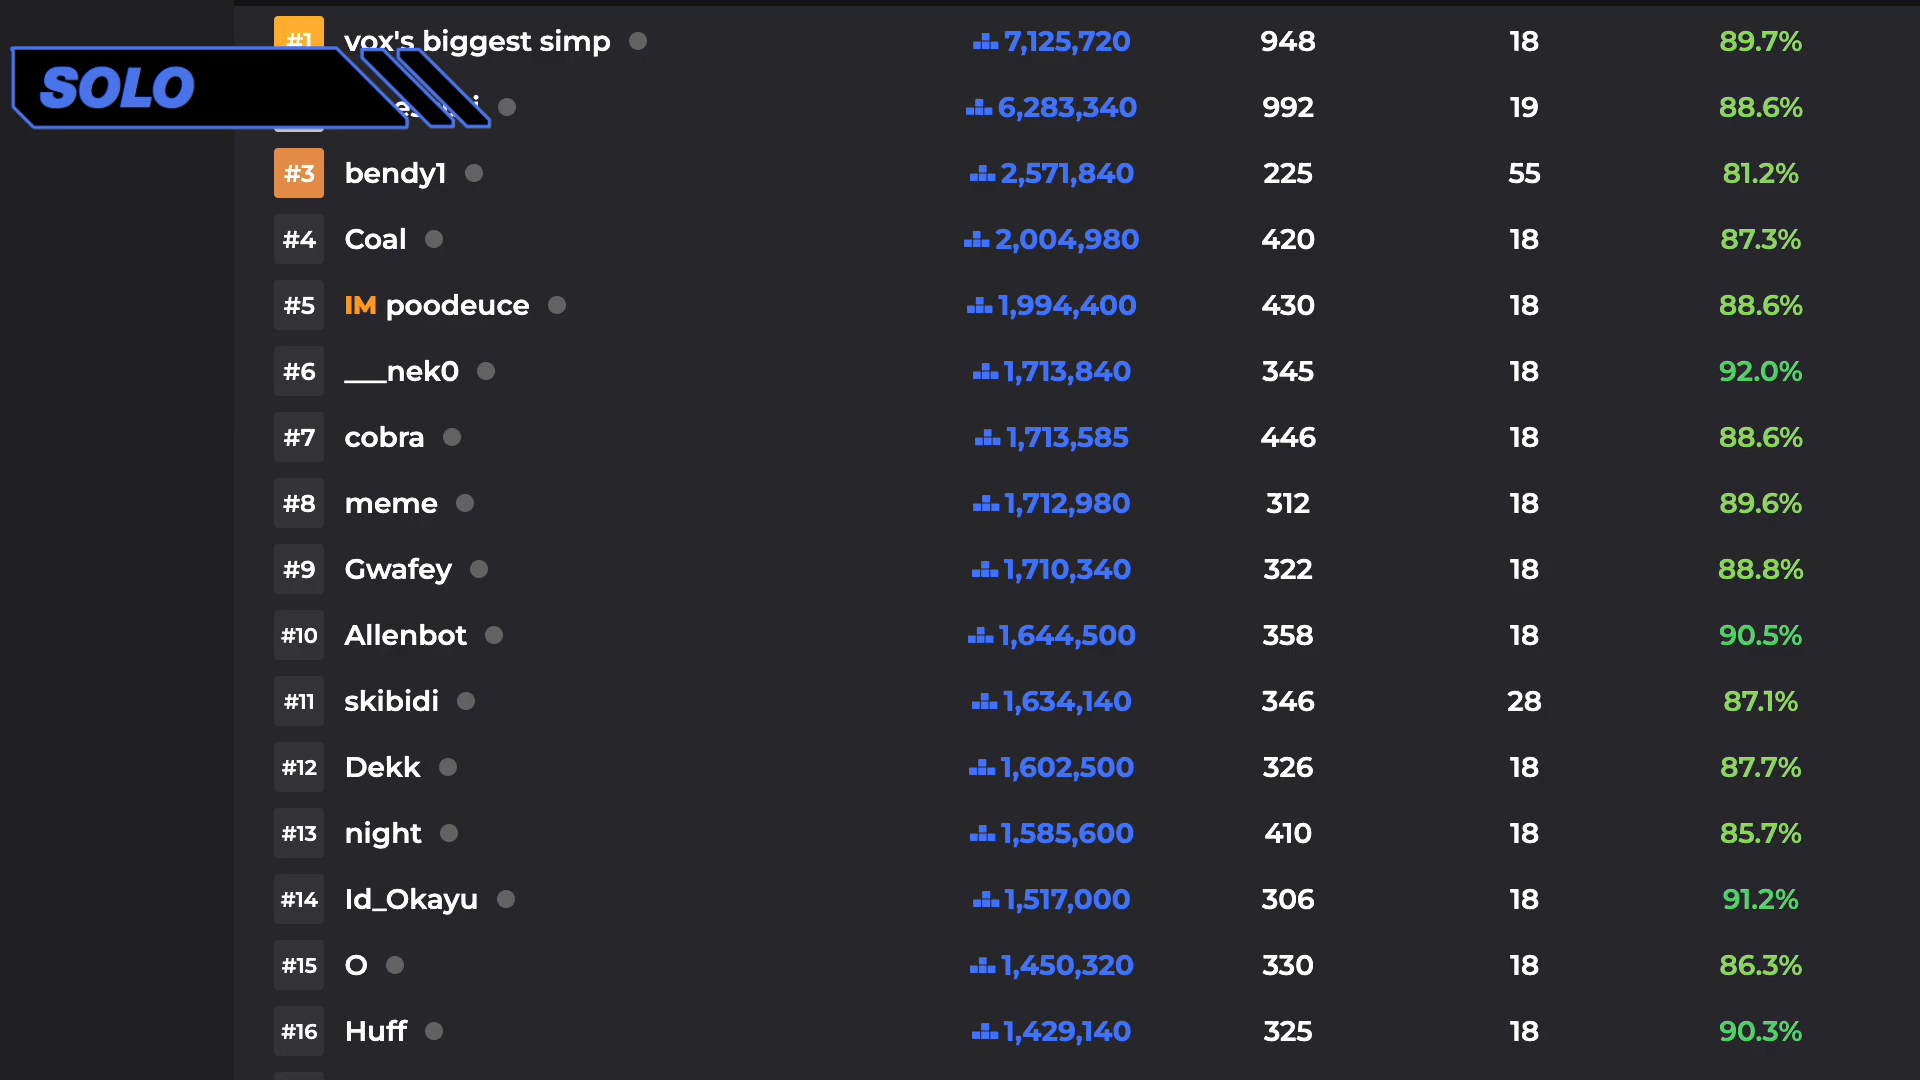 #1 vox's biggest simp 7,125,720 948 18 89.7%
SOLO
6,283,340 992 19 88.6%
#3 bendy1 2,571,840 225 55 81.2%
#4 Coal 2,004,980 420 18 87.3%
#5 IM poodeuce 1,994,400 430 18 88.6%
#6 ___nek0 1,713,840 345 18 92.0%
#7 cobra 1,713,585 446 18 88.6%
#8 meme 1,712,980 312 18 89.6%
#9 Gwafey 1,710,340 322 18 88.8%
#10 Allenbot 1,644,500 358 18 90.5%
#11 skibidi 1,634,140 346 28 87.1%
#12 Dekk 1,602,500 326 18 87.7%
#13 night 1,585,600 410 18 85.7%
#14 Id_Okayu 1,517,000 306 18 91.2%
#15 O 1,450,320 330 18 86.3%
#16 Huff 1,429,140 325 18 90.3%